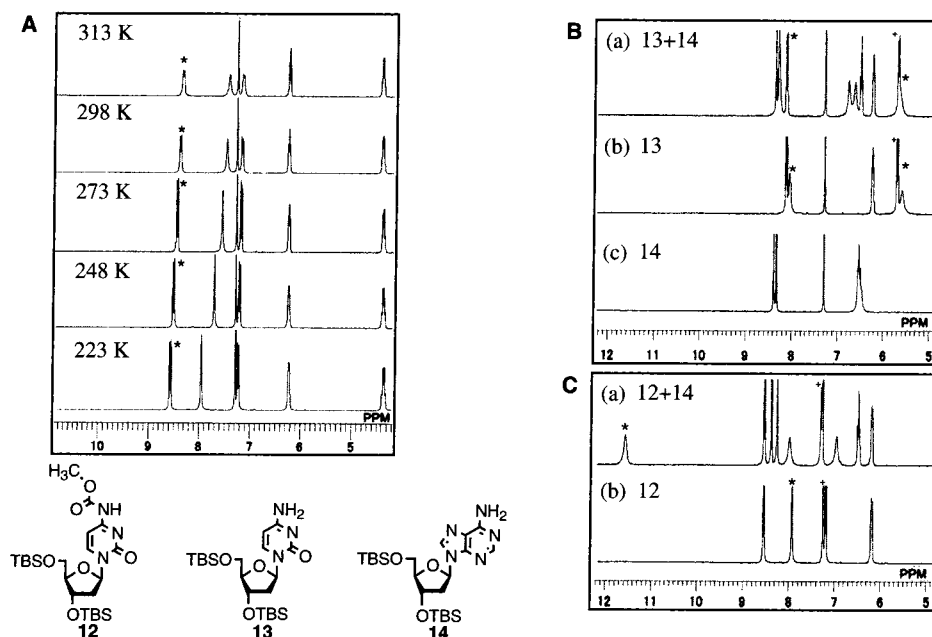 A
313 K
*
298 K
*
273 K
*
248 K
*
223 K
*
PPM
10 9 8 7 6 5
B
(a) 13+14
* + *
(b) 13
* + *
(c) 14
PPM
12 11 10 9 8 7 6 5
C
(a) 12+14
* +
(b) 12
* +
PPM
12 11 10 9 8 7 6 5
H₃C
O
O NH
N
N O
TBSO
O
OTBS
12
NH₂
N
N O
TBSO
O
OTBS
13
NH₂
N N
N N
TBSO
O
OTBS
14